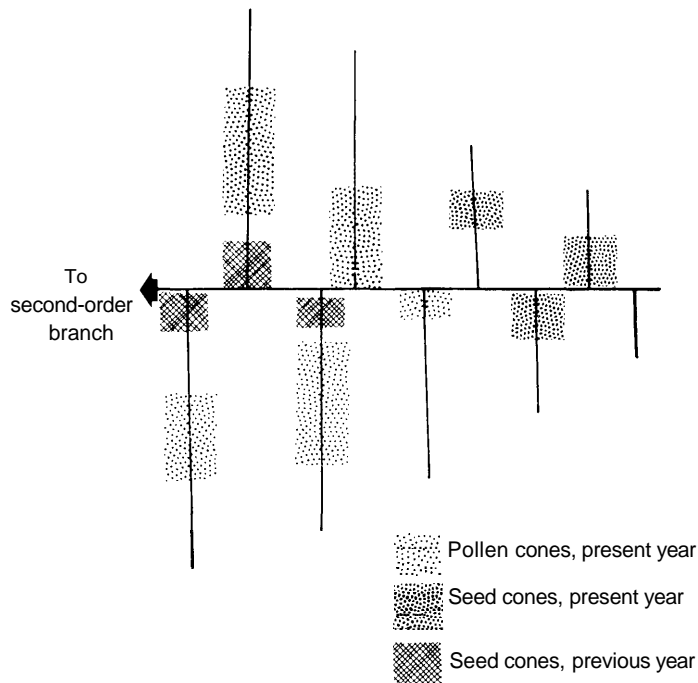 To
second-order
branch
Pollen cones, present year
Seed cones, present year
Seed cones, previous year